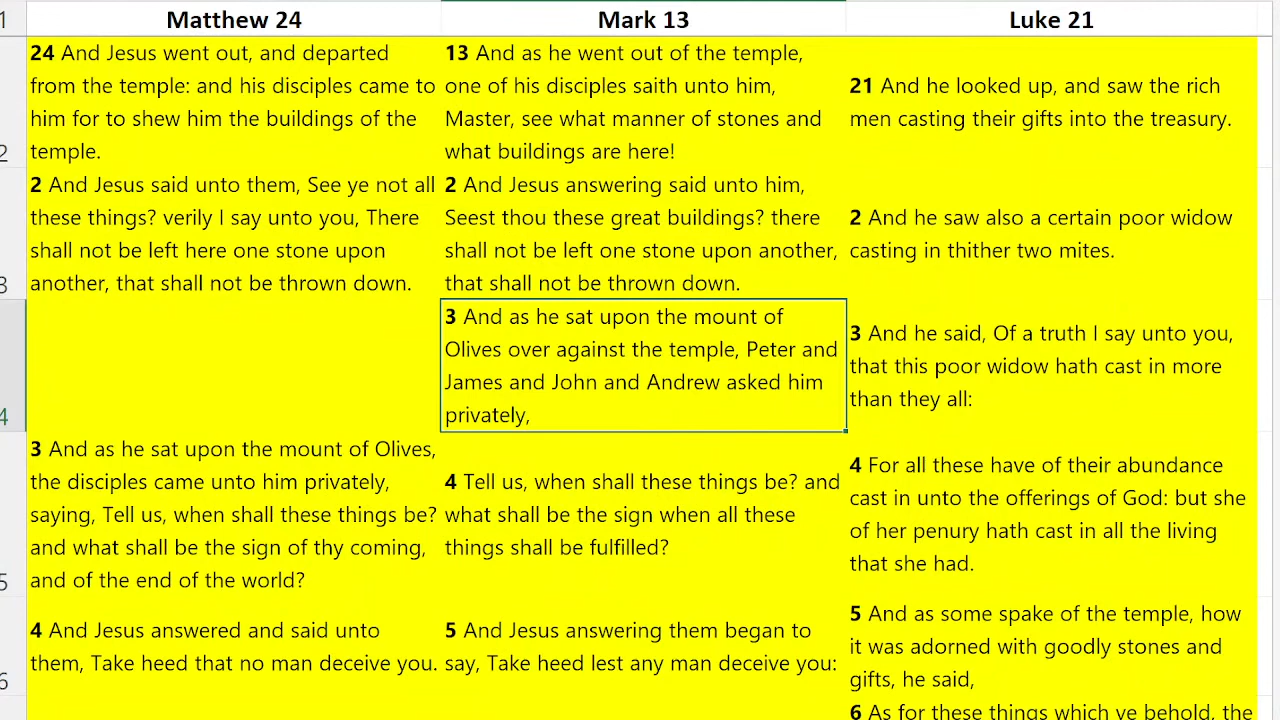 1
Matthew 24
Mark 13
Luke 21
2
24 And Jesus went out, and departed
from the temple: and his disciples came to
him for to shew him the buildings of the
temple.
13 And as he went out of the temple,
one of his disciples saith unto him,
Master, see what manner of stones and
what buildings are here!
21 And he looked up, and saw the rich
men casting their gifts into the treasury.
3
2 And Jesus said unto them, See ye not all
these things? verily I say unto you, There
shall not be left here one stone upon
another, that shall not be thrown down.
2 And Jesus answering said unto him,
Seest thou these great buildings? there
shall not be left one stone upon another,
that shall not be thrown down.
2 And he saw also a certain poor widow
casting in thither two mites.
4
3 And as he sat upon the mount of
Olives over against the temple, Peter and
James and John and Andrew asked him
privately,
3 And he said, Of a truth I say unto you,
that this poor widow hath cast in more
than they all:
5
3 And as he sat upon the mount of Olives,
the disciples came unto him privately,
saying, Tell us, when shall these things be?
and what shall be the sign of thy coming,
and of the end of the world?
4 Tell us, when shall these things be? and
what shall be the sign when all these
things shall be fulfilled?
4 For all these have of their abundance
cast in unto the offerings of God: but she
of her penury hath cast in all the living
that she had.
6
4 And Jesus answered and said unto
them, Take heed that no man deceive you.
5 And Jesus answering them began to
say, Take heed lest any man deceive you:
5 And as some spake of the temple, how
it was adorned with goodly stones and
gifts, he said,
6 As for these things which ye behold, the